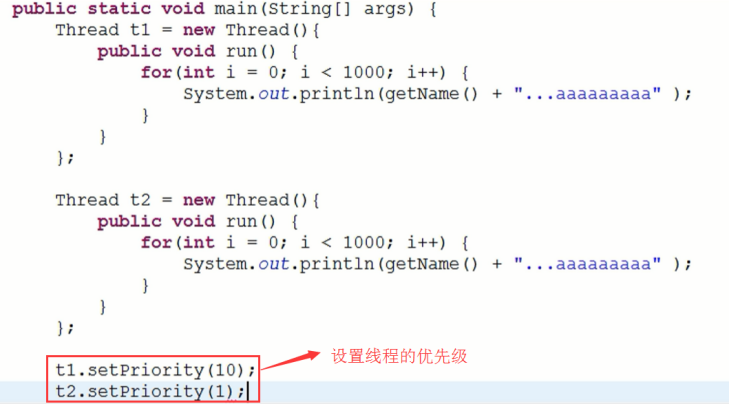 public static void main(String[] args) {
    Thread t1 = new Thread(){
        public void run() {
            for(int i = 0; i < 1000; i++) {
                System.out.println(getName() + "...aaaaaaaaa" );
            }
        }
    };

    Thread t2 = new Thread(){
        public void run() {
            for(int i = 0; i < 1000; i++) {
                System.out.println(getName() + "...aaaaaaaaa" );
            }
        }
    };

设置线程的优先级
    t1.setPriority(10);
    t2.setPriority(1);